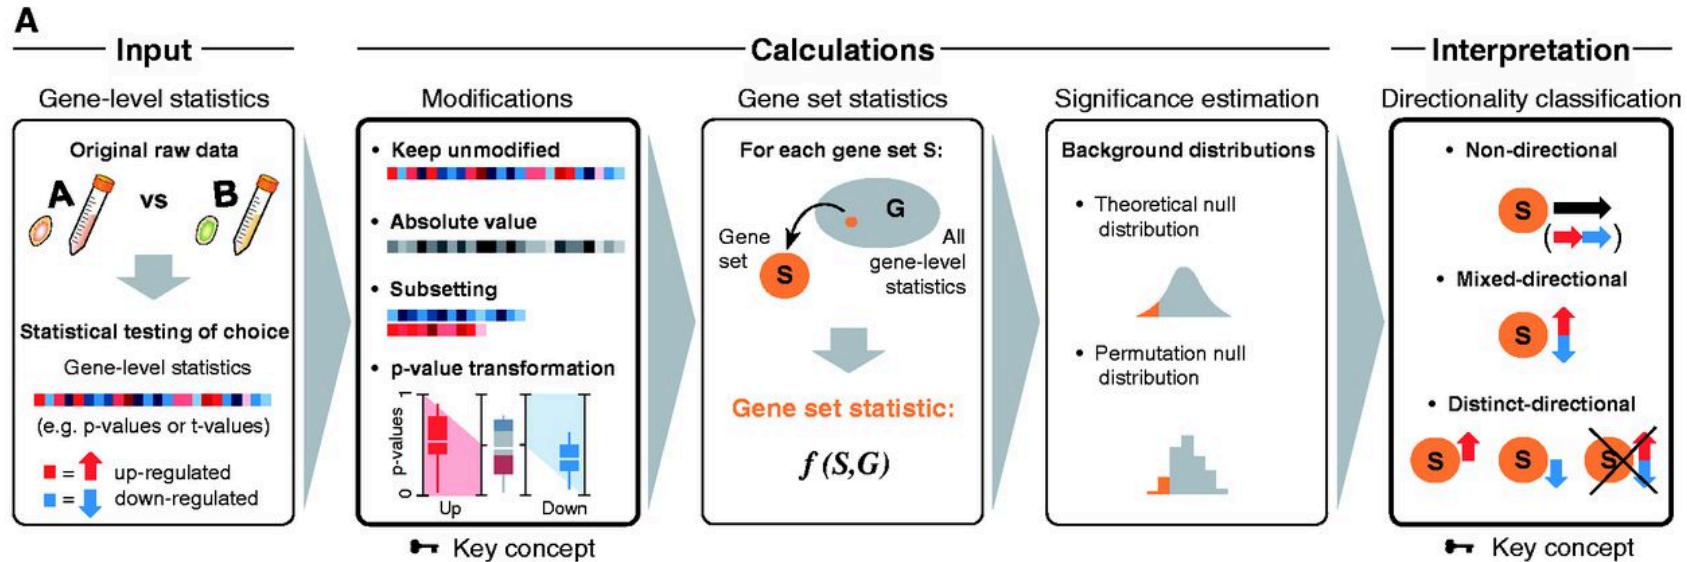 A
Input
Calculations
Interpretation
Gene-level statistics
Modifications
Gene set statistics
Significance estimation
Directionality classification
Original raw data
A vs B
Statistical testing of choice
Gene-level statistics
(e.g. p-values or t-values)
= up-regulated
= down-regulated
• Keep unmodified
• Absolute value
• Subsetting
• p-value transformation
p-values
1
0
Up
Down
Key concept
For each gene set S:
G
Gene
set
S
All
gene-level
statistics
Gene set statistic:
f (S,G)
Background distributions
• Theoretical null
distribution
• Permutation null
distribution
• Non-directional
S
( )
• Mixed-directional
S
• Distinct-directional
S S S
Key concept